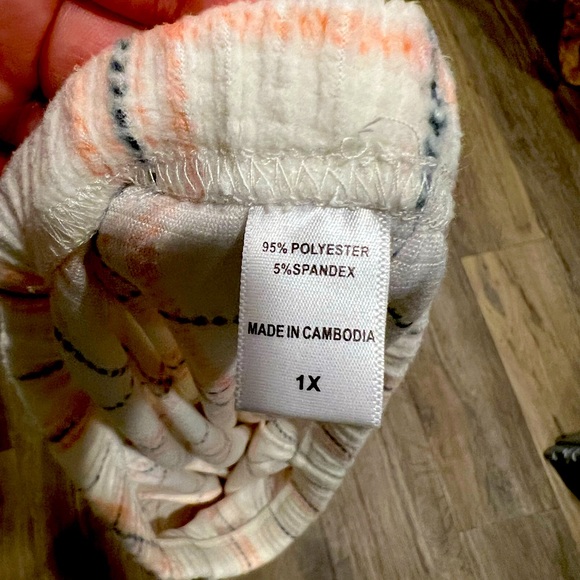 95% POLYESTER
5%SPANDEX
MADE IN CAMBODIA
1X